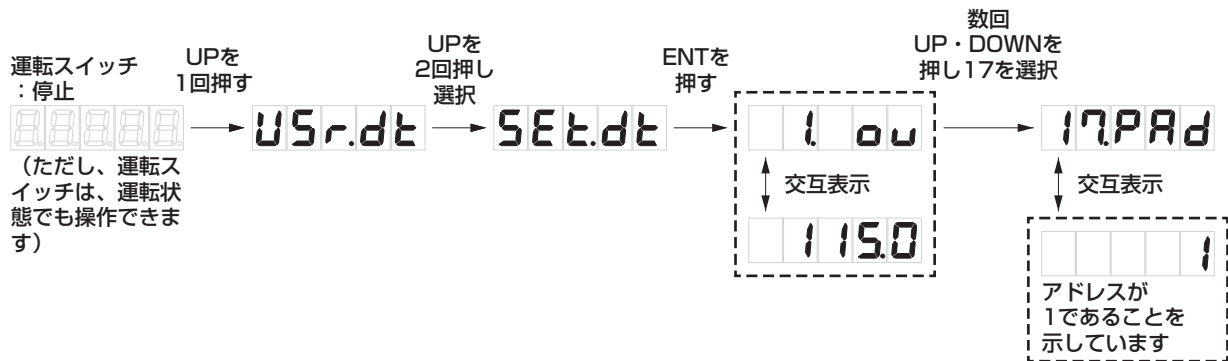 運転スイッチ
：停止
8.8.8.8.8.
（ただし、運転ス
イッチは、運転状
態でも操作できま
す）
UPを
1回押す
USr.dt
UPを
2回押し
選択
SEt.dt
ENTを
押す
1. ou
交互表示
115.0
数回
UP・DOWNを
押し17を選択
17.PAd
交互表示
1
アドレスが
1であることを
示しています